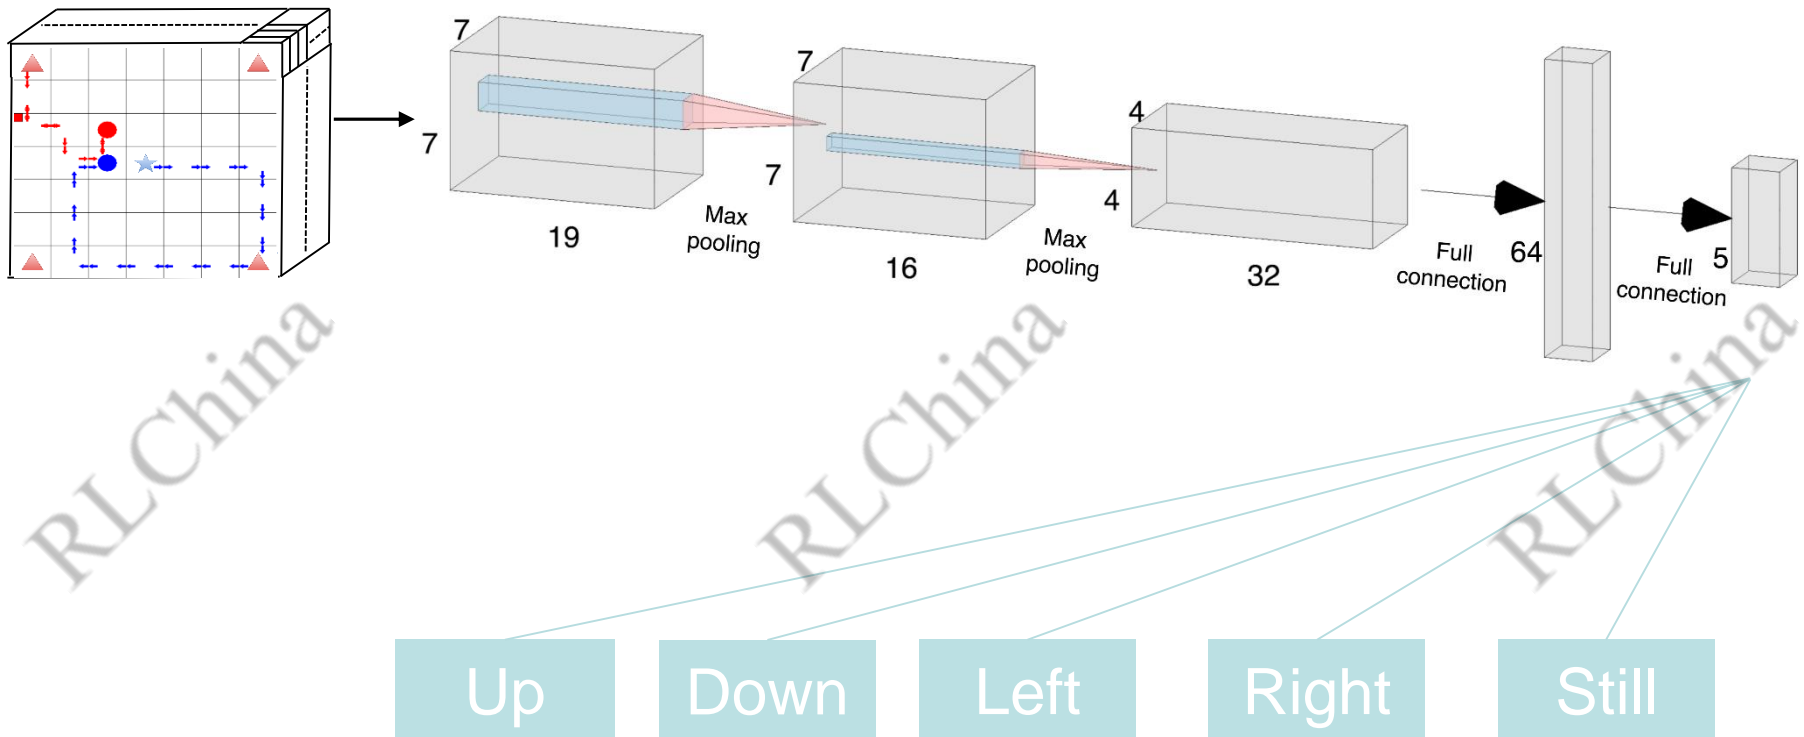 7
7
19
Max
pooling
7
7
16
Max
pooling
4
4
32
Full
connection
64
Full
connection
5
RLChina
RLChina
RLChina
Up
Down
Left
Right
Still